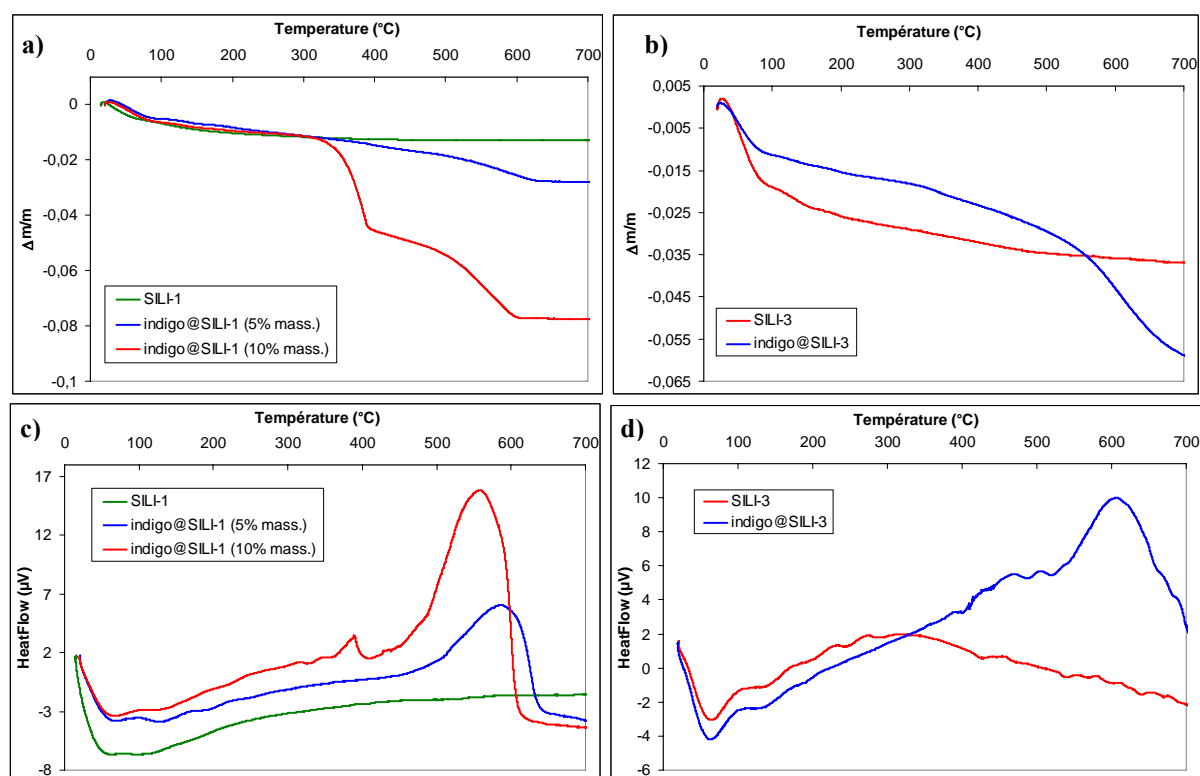 a)
Temperature (°C)
0 100 200 300 400 500 600 700
0
-0,02
-0,04
-0,06
-0,08
-0,1
Δm/m
SILI-1
indigo@SILI-1 (5% mass.)
indigo@SILI-1 (10% mass.)
b)
Température (°C)
0 100 200 300 400 500 600 700
0,005
-0,005
-0,015
-0,025
-0,035
-0,045
-0,055
-0,065
Δm/m
SILI-3
indigo@SILI-3
c)
Température (°C)
0 100 200 300 400 500 600 700
17
12
7
2
-3
-8
HeatFlow (µV)
SILI-1
indigo@SILI-1 (5% mass.)
indigo@SILI-1 (10% mass.)
d)
Température (°C)
0 100 200 300 400 500 600 700
12
10
8
6
4
2
0
-2
-4
-6
HeatFlow (µV)
SILI-3
indigo@SILI-3